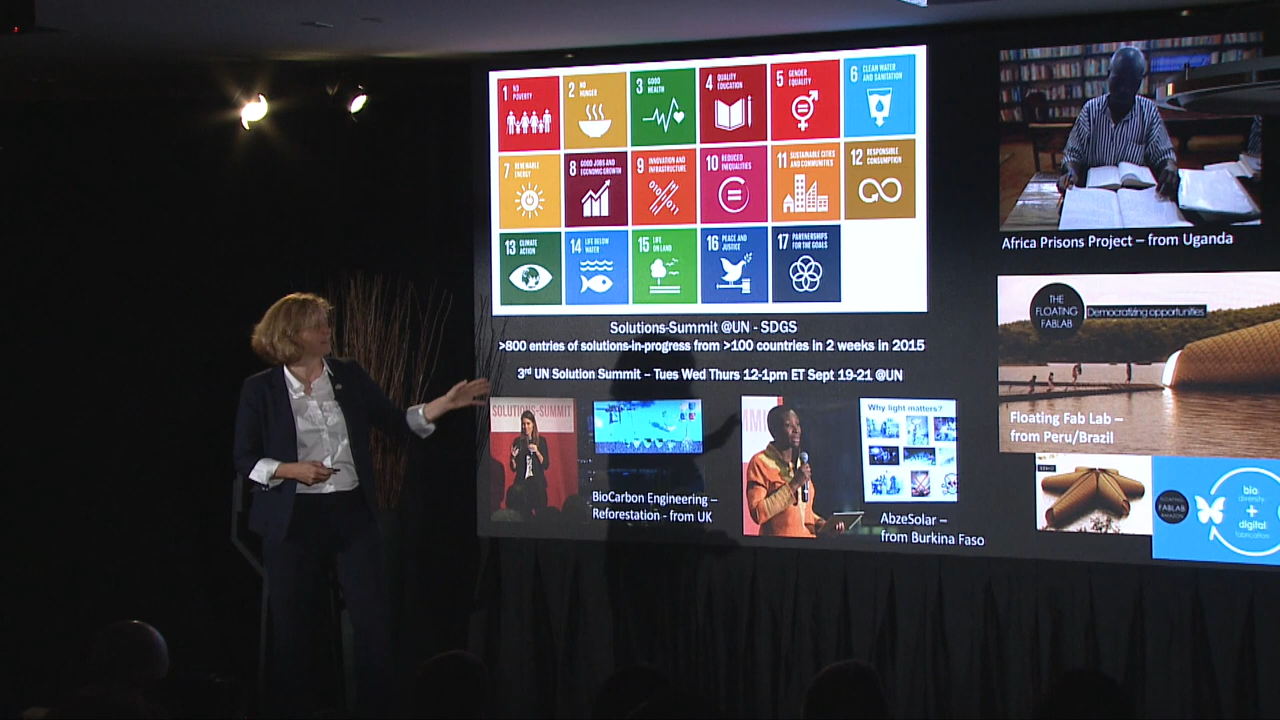 1 NO
POVERTY
2 NO
HUNGER
3 GOOD
HEALTH
4 QUALITY
EDUCATION
5 GENDER
EQUALITY
6 CLEAN WATER
AND SANITATION
7 RENEWABLE
ENERGY
8 GOOD JOBS AND
ECONOMIC GROWTH
9 INNOVATION AND
INFRASTRUCTURE
10 REDUCED
INEQUALITIES
11 SUSTAINABLE CITIES
AND COMMUNITIES
12 RESPONSIBLE
CONSUMPTION
13 CLIMATE
ACTION
14 LIFE BELOW
WATER
15 LIFE
ON LAND
16 PEACE AND
JUSTICE
17 PARTNERSHIPS
FOR THE GOALS
Solutions-Summit @UN - SDGS
>800 entries of solutions-in-progress from >100 countries in 2 weeks in 2015
3rd UN Solution Summit – Tues Wed Thurs 12-1pm ET Sept 19-21 @UN
SOLUTIONS-SUMMIT
BioCarbon Engineering –
Reforestation - from UK
Why light matters?
AbzeSolar –
from Burkina Faso
Africa Prisons Project – from Uganda
THE
FLOATING
FABLAB
Democratizing opportunities
Floating Fab Lab –
from Peru/Brazil
FLOATING
FABLAB
AMAZON
bio
diversity
+
digital
fabrication